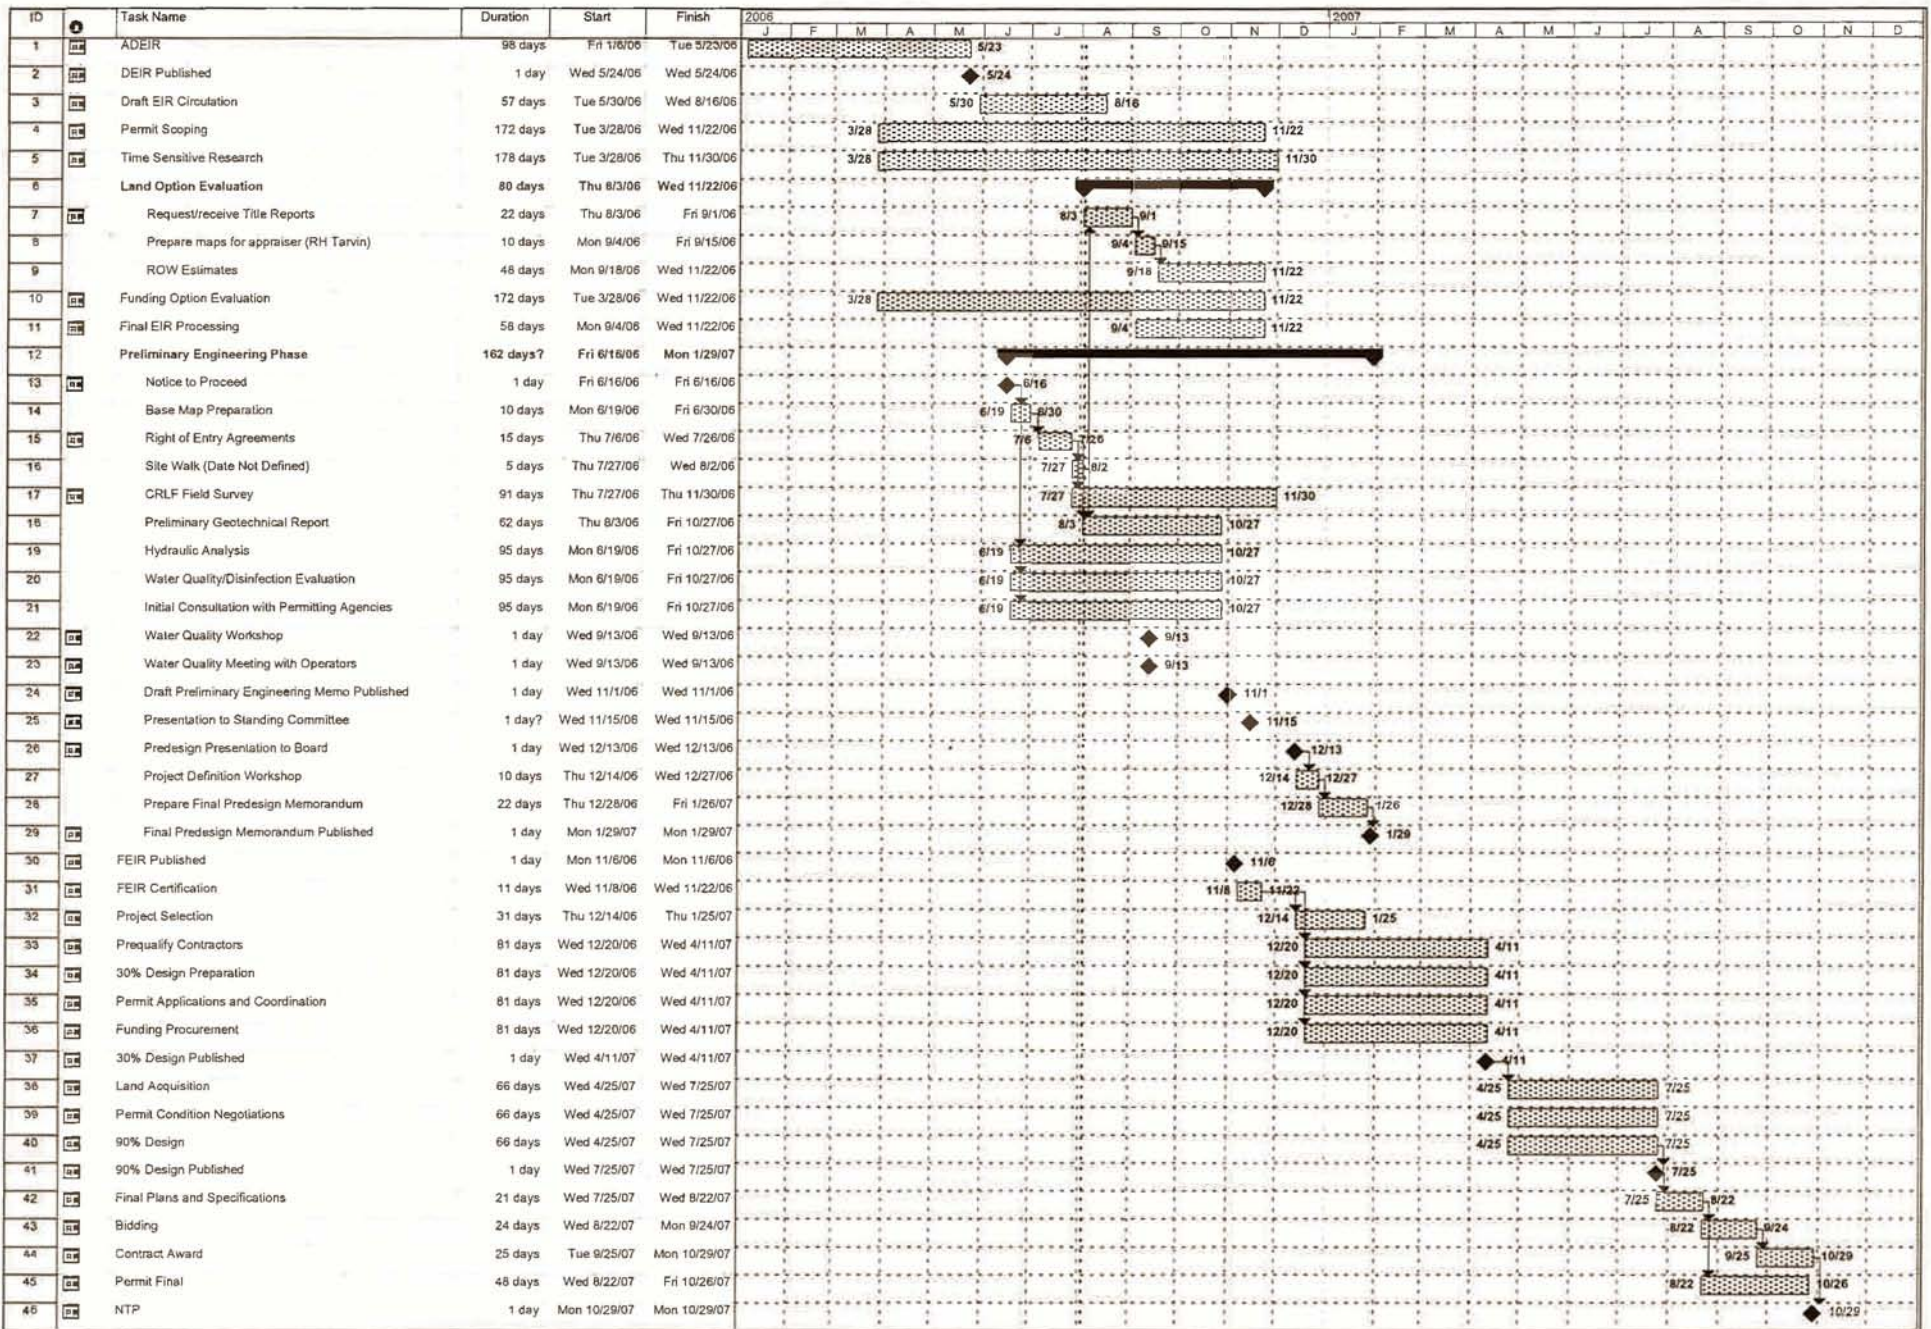 ID Task Name Duration Start Finish 2006 2007
J F M A M J J A S O N D J F M A M J J A S O N D
1 ADEIR 98 days Fri 1/6/06 Tue 5/23/06 5/23
2 DEIR Published 1 day Wed 5/24/06 Wed 5/24/06 5/24
3 Draft EIR Circulation 57 days Tue 5/30/06 Wed 8/16/06 5/30 8/16
4 Permit Scoping 172 days Tue 3/28/06 Wed 11/22/06 3/28 11/22
5 Time Sensitive Research 178 days Tue 3/28/06 Thu 11/30/06 3/28 11/30
6 Land Option Evaluation 80 days Thu 8/3/06 Wed 11/22/06
7 Request/receive Title Reports 22 days Thu 8/3/06 Fri 9/1/06 8/3 9/1
8 Prepare maps for appraiser (RH Tarvin) 10 days Mon 9/4/06 Fri 9/15/06 9/4 9/15
9 ROW Estimates 48 days Mon 9/18/06 Wed 11/22/06 9/18 11/22
10 Funding Option Evaluation 172 days Tue 3/28/06 Wed 11/22/06 3/28 11/22
11 Final EIR Processing 58 days Mon 9/4/06 Wed 11/22/06 9/4 11/22
12 Preliminary Engineering Phase 162 days? Fri 6/16/06 Mon 1/29/07
13 Notice to Proceed 1 day Fri 6/16/06 Fri 6/16/06 6/16
14 Base Map Preparation 10 days Mon 6/19/06 Fri 6/30/06 6/19 6/30
15 Right of Entry Agreements 15 days Thu 7/6/06 Wed 7/26/06 7/6 7/26
16 Site Walk (Date Not Defined) 5 days Thu 7/27/06 Wed 8/2/06 7/27 8/2
17 CRLF Field Survey 91 days Thu 7/27/06 Thu 11/30/06 7/27 11/30
18 Preliminary Geotechnical Report 62 days Thu 8/3/06 Fri 10/27/06 8/3 10/27
19 Hydraulic Analysis 95 days Mon 6/19/06 Fri 10/27/06 6/19 10/27
20 Water Quality/Disinfection Evaluation 95 days Mon 6/19/06 Fri 10/27/06 6/19 10/27
21 Initial Consultation with Permitting Agencies 95 days Mon 6/19/06 Fri 10/27/06 6/19 10/27
22 Water Quality Workshop 1 day Wed 9/13/06 Wed 9/13/06 9/13
23 Water Quality Meeting with Operators 1 day Wed 9/13/06 Wed 9/13/06 9/13
24 Draft Preliminary Engineering Memo Published 1 day Wed 11/1/06 Wed 11/1/06 11/1
25 Presentation to Standing Committee 1 day? Wed 11/15/06 Wed 11/15/06 11/15
26 Predesign Presentation to Board 1 day Wed 12/13/06 Wed 12/13/06 12/13
27 Project Definition Workshop 10 days Thu 12/14/06 Wed 12/27/06 12/14 12/27
28 Prepare Final Predesign Memorandum 22 days Thu 12/28/06 Fri 1/26/07 12/28 1/26
29 Final Predesign Memorandum Published 1 day Mon 1/29/07 Mon 1/29/07 1/29
30 FEIR Published 1 day Mon 11/6/06 Mon 11/6/06 11/6
31 FEIR Certification 11 days Wed 11/8/06 Wed 11/22/06 11/8 11/22
32 Project Selection 31 days Thu 12/14/06 Thu 1/25/07 12/14 1/25
33 Prequalify Contractors 81 days Wed 12/20/06 Wed 4/11/07 12/20 4/11
34 30% Design Preparation 81 days Wed 12/20/06 Wed 4/11/07 12/20 4/11
35 Permit Applications and Coordination 81 days Wed 12/20/06 Wed 4/11/07 12/20 4/11
36 Funding Procurement 81 days Wed 12/20/06 Wed 4/11/07 12/20 4/11
37 30% Design Published 1 day Wed 4/11/07 Wed 4/11/07 4/11
38 Land Acquisition 66 days Wed 4/25/07 Wed 7/25/07 4/25 7/25
39 Permit Condition Negotiations 66 days Wed 4/25/07 Wed 7/25/07 4/25 7/25
40 90% Design 66 days Wed 4/25/07 Wed 7/25/07 4/25 7/25
41 90% Design Published 1 day Wed 7/25/07 Wed 7/25/07 7/25
42 Final Plans and Specifications 21 days Wed 7/25/07 Wed 8/22/07 7/25 8/22
43 Bidding 24 days Wed 8/22/07 Mon 9/24/07 8/22 9/24
44 Contract Award 25 days Tue 9/25/07 Mon 10/29/07 9/25 10/29
45 Permit Final 48 days Wed 8/22/07 Fri 10/26/07 8/22 10/26
46 NTP 1 day Mon 10/29/07 Mon 10/29/07 10/29